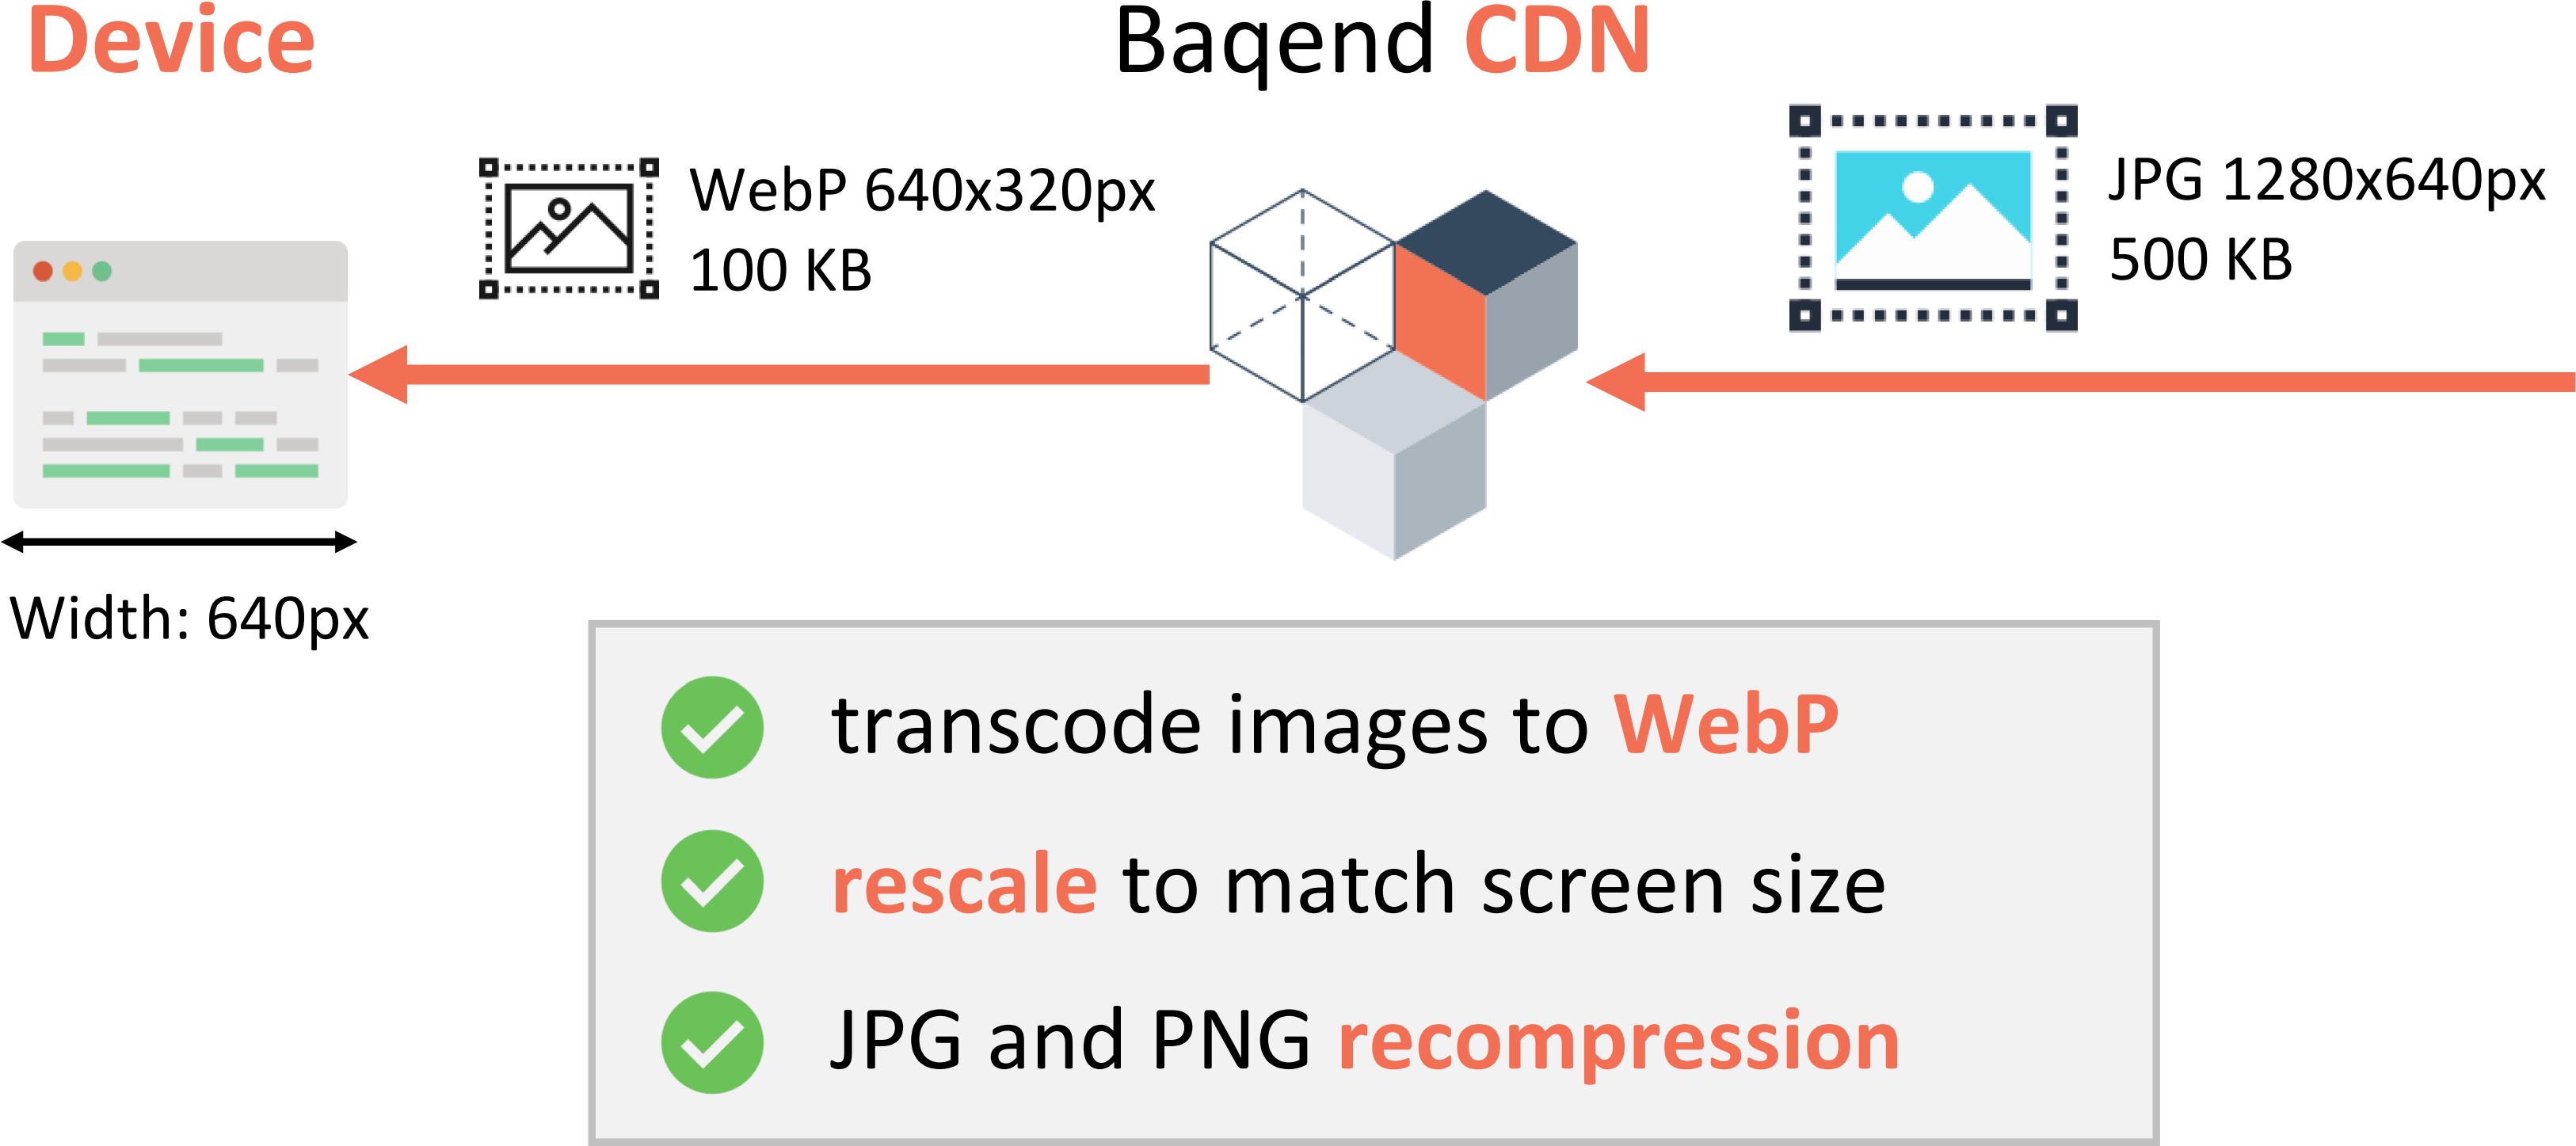 Device
Baqend CDN
WebP 640x320px
100 KB
JPG 1280x640px
500 KB
Width: 640px
transcode images to WebP
rescale to match screen size
JPG and PNG recompression